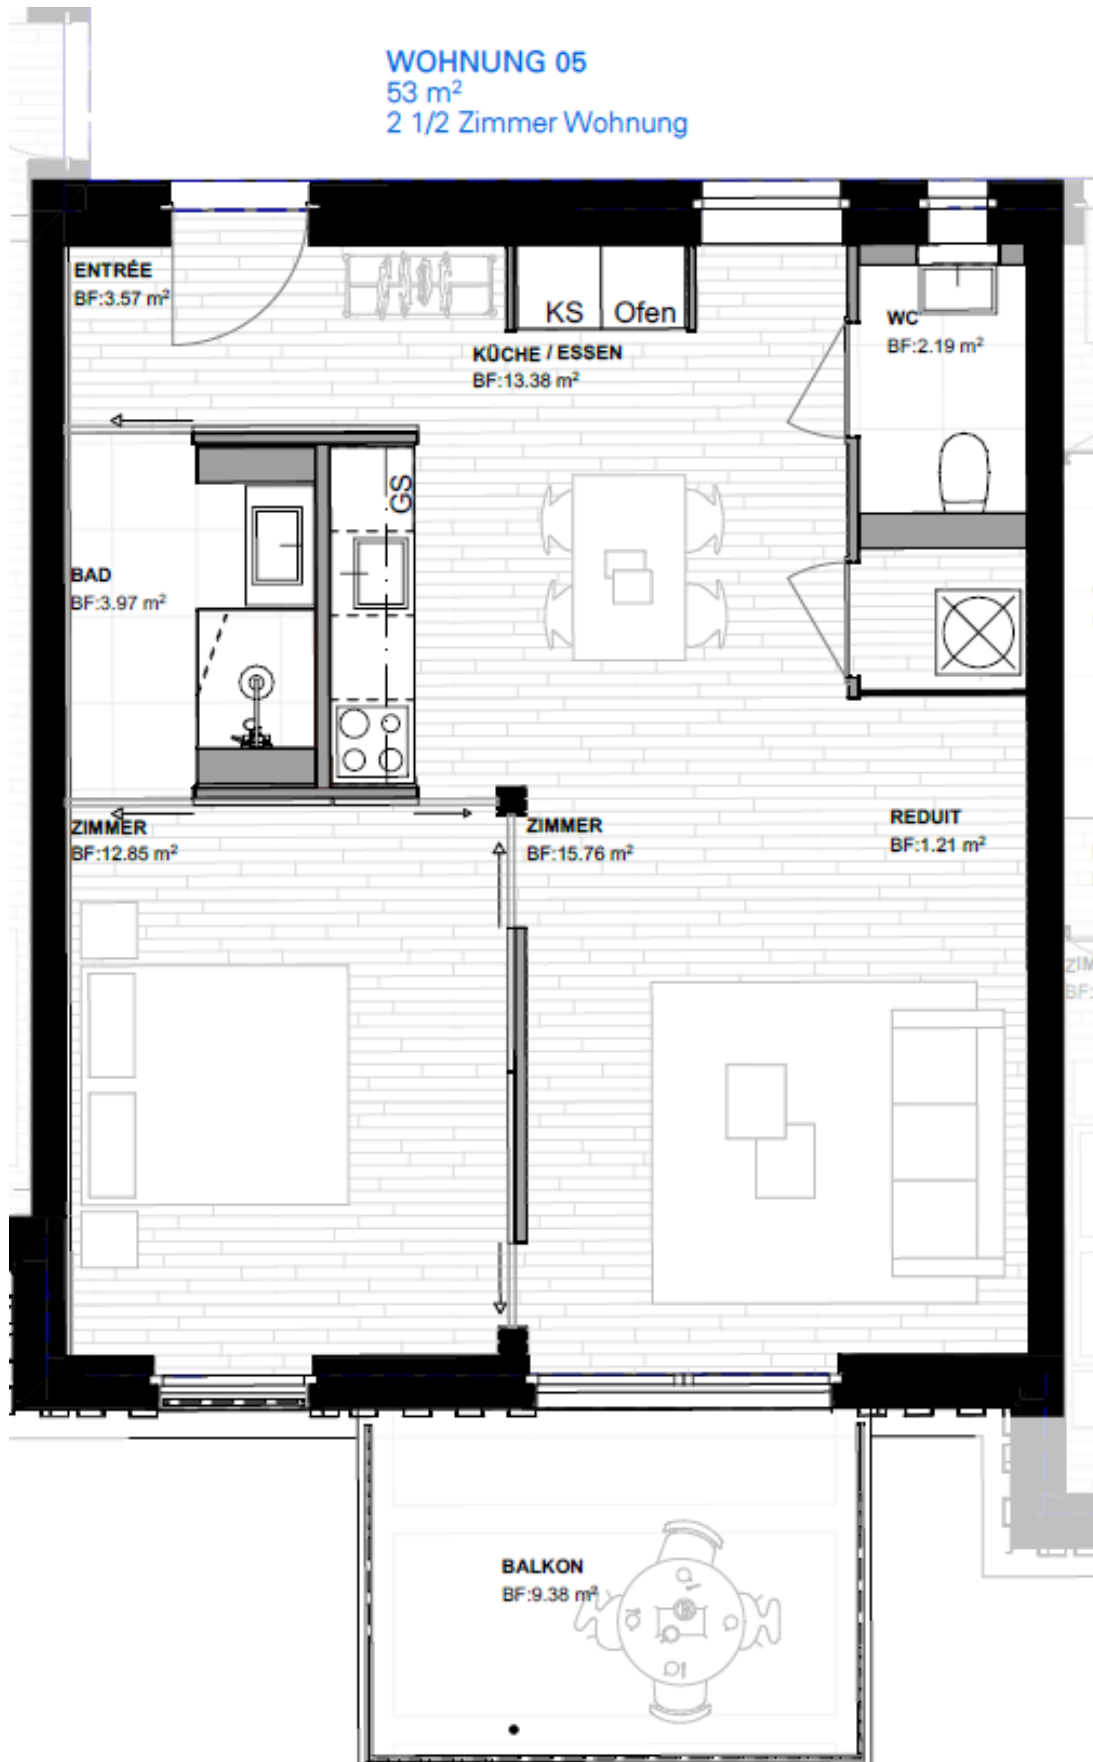 WOHNUNG 05
53 m²
2 1/2 Zimmer Wohnung
ENTRÉE
BF:3.57 m²
KS
Ofen
KÜCHE / ESSEN
BF:13.38 m²
WC
BF:2.19 m²
GS
BAD
BF:3.97 m²
ZIMMER
BF:12.85 m²
ZIMMER
BF:15.76 m²
REDUIT
BF:1.21 m²
ZIM
BF:
BALKON
BF:9.38 m²